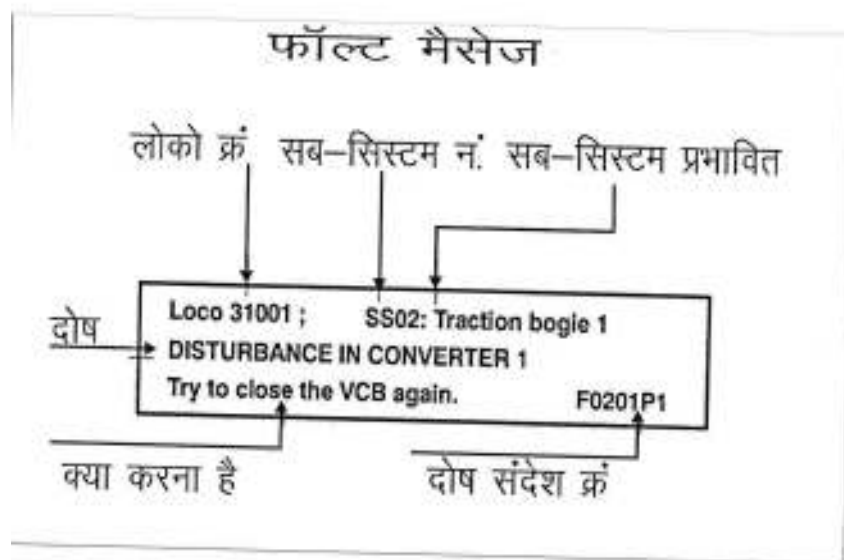 फॉल्ट मैसेज
लोको क्रं सब-सिस्टम नं. सब-सिस्टम प्रभावित
Loco 31001 ; SS02: Traction bogie 1
दोष
DISTURBANCE IN CONVERTER 1
Try to close the VCB again. F0201P1
क्या करना है दोष संदेश क्रं